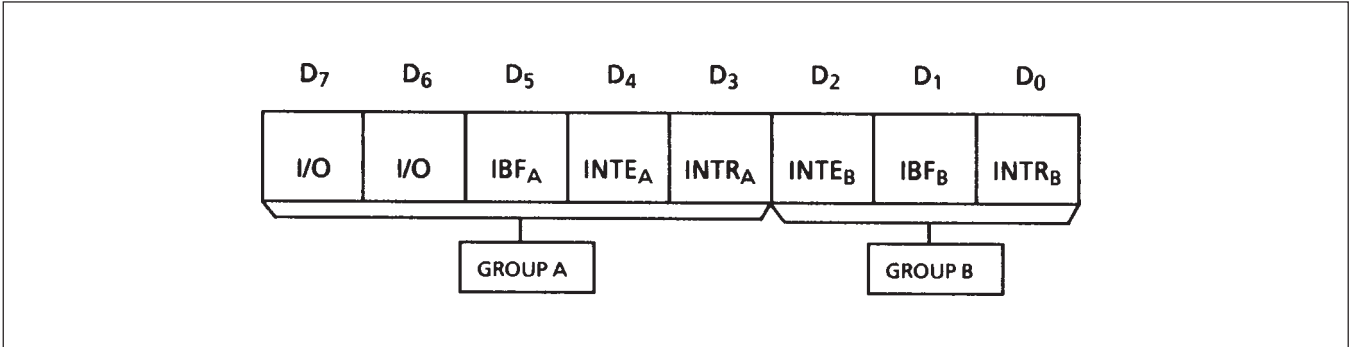 D7 D6 D5 D4 D3 D2 D1 D0
I/O I/O IBFA INTEA INTRA INTEB IBFB INTRB
GROUP A GROUP B